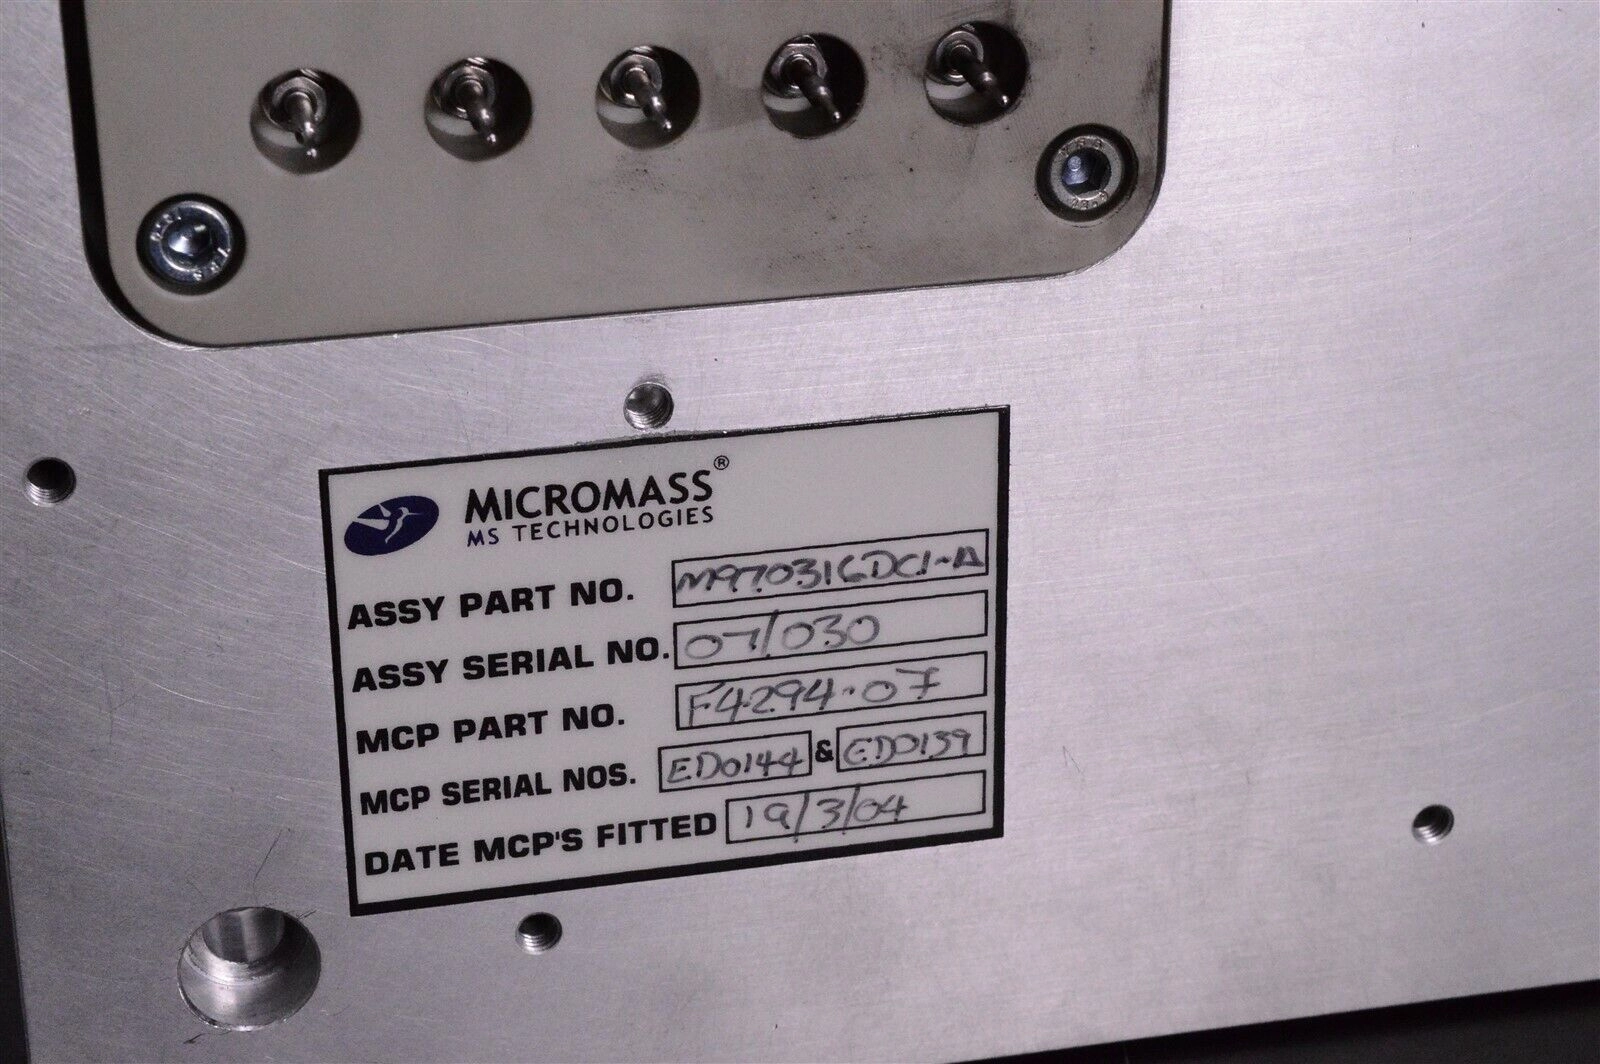 MICROMASS®
MS TECHNOLOGIES
ASSY PART NO. M970316DC1-A
ASSY SERIAL NO. 07/030
MCP PART NO. F4294-07
MCP SERIAL NOS. ED0144 & ED0139
DATE MCP'S FITTED 19/3/04